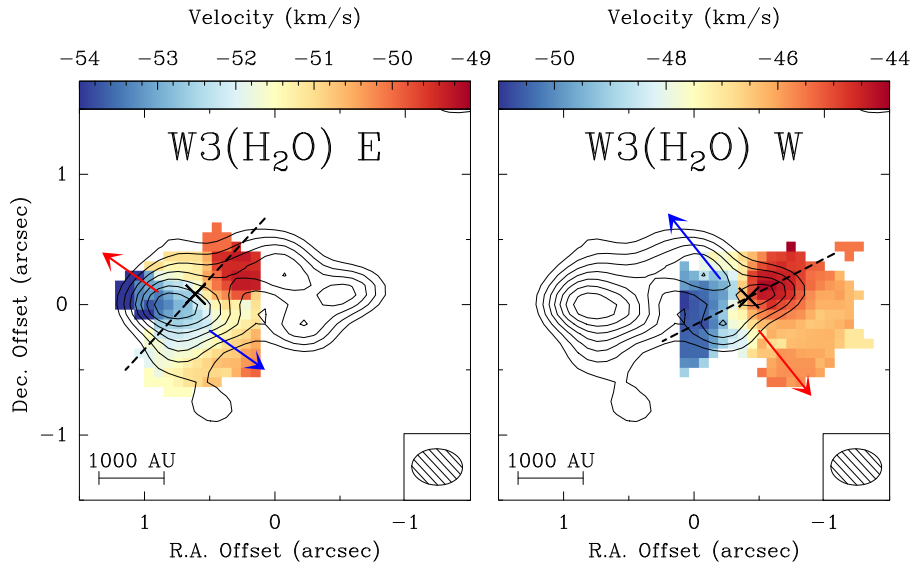 Velocity (km/s)
−54 −53 −52 −51 −50 −49
W3(H₂O) E
1
0
−1
Dec. Offset (arcsec)
1000 AU
1 0 −1
R.A. Offset (arcsec)
Velocity (km/s)
−50 −48 −46 −44
W3(H₂O) W
1000 AU
1 0 −1
R.A. Offset (arcsec)